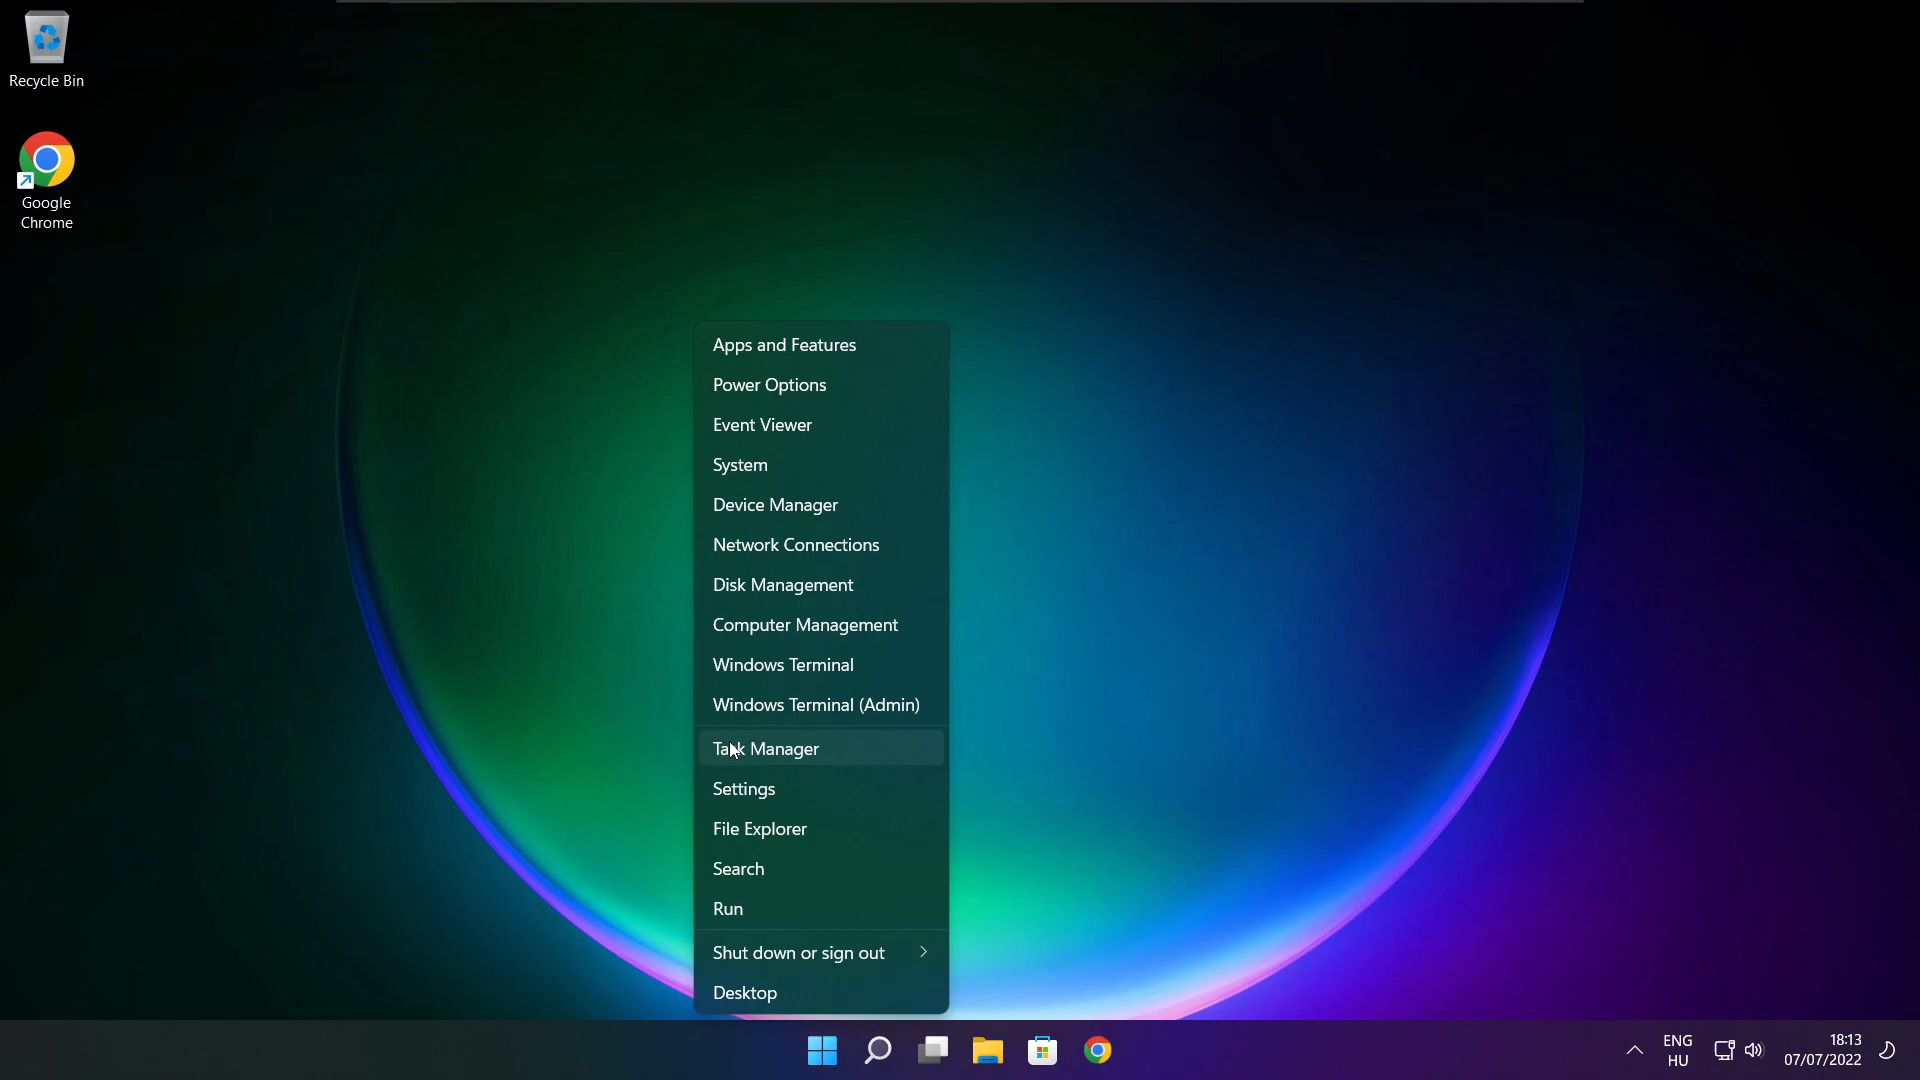 Recycle Bin
Google
Chrome
Apps and Features
Power Options
Event Viewer
System
Device Manager
Network Connections
Disk Management
Computer Management
Windows Terminal
Windows Terminal (Admin)
Task Manager
Settings
File Explorer
Search
Run
Shut down or sign out
Desktop
ENG
HU
18:13
07/07/2022